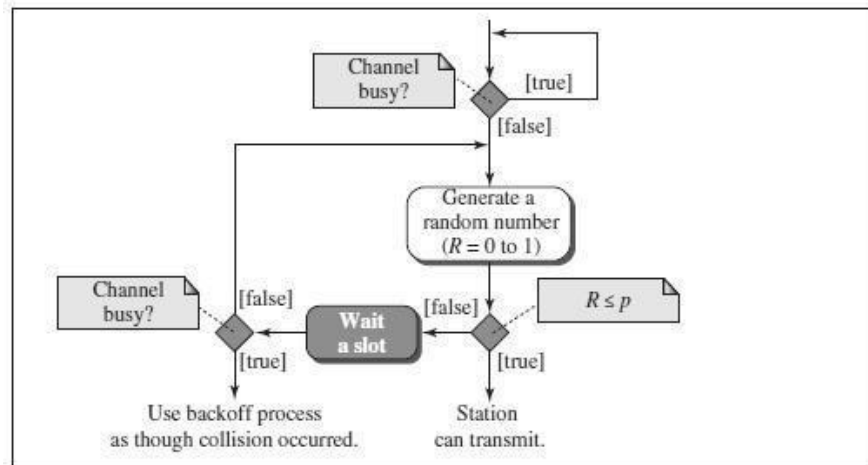 Channel
busy?
[true]
[false]
Generate a
random number
(R = 0 to 1)
Channel
busy?
[false]
Wait
a slot
[false]
R ≤ p
[true]
[true]
Use backoff process
as though collision occurred.
Station
can transmit.